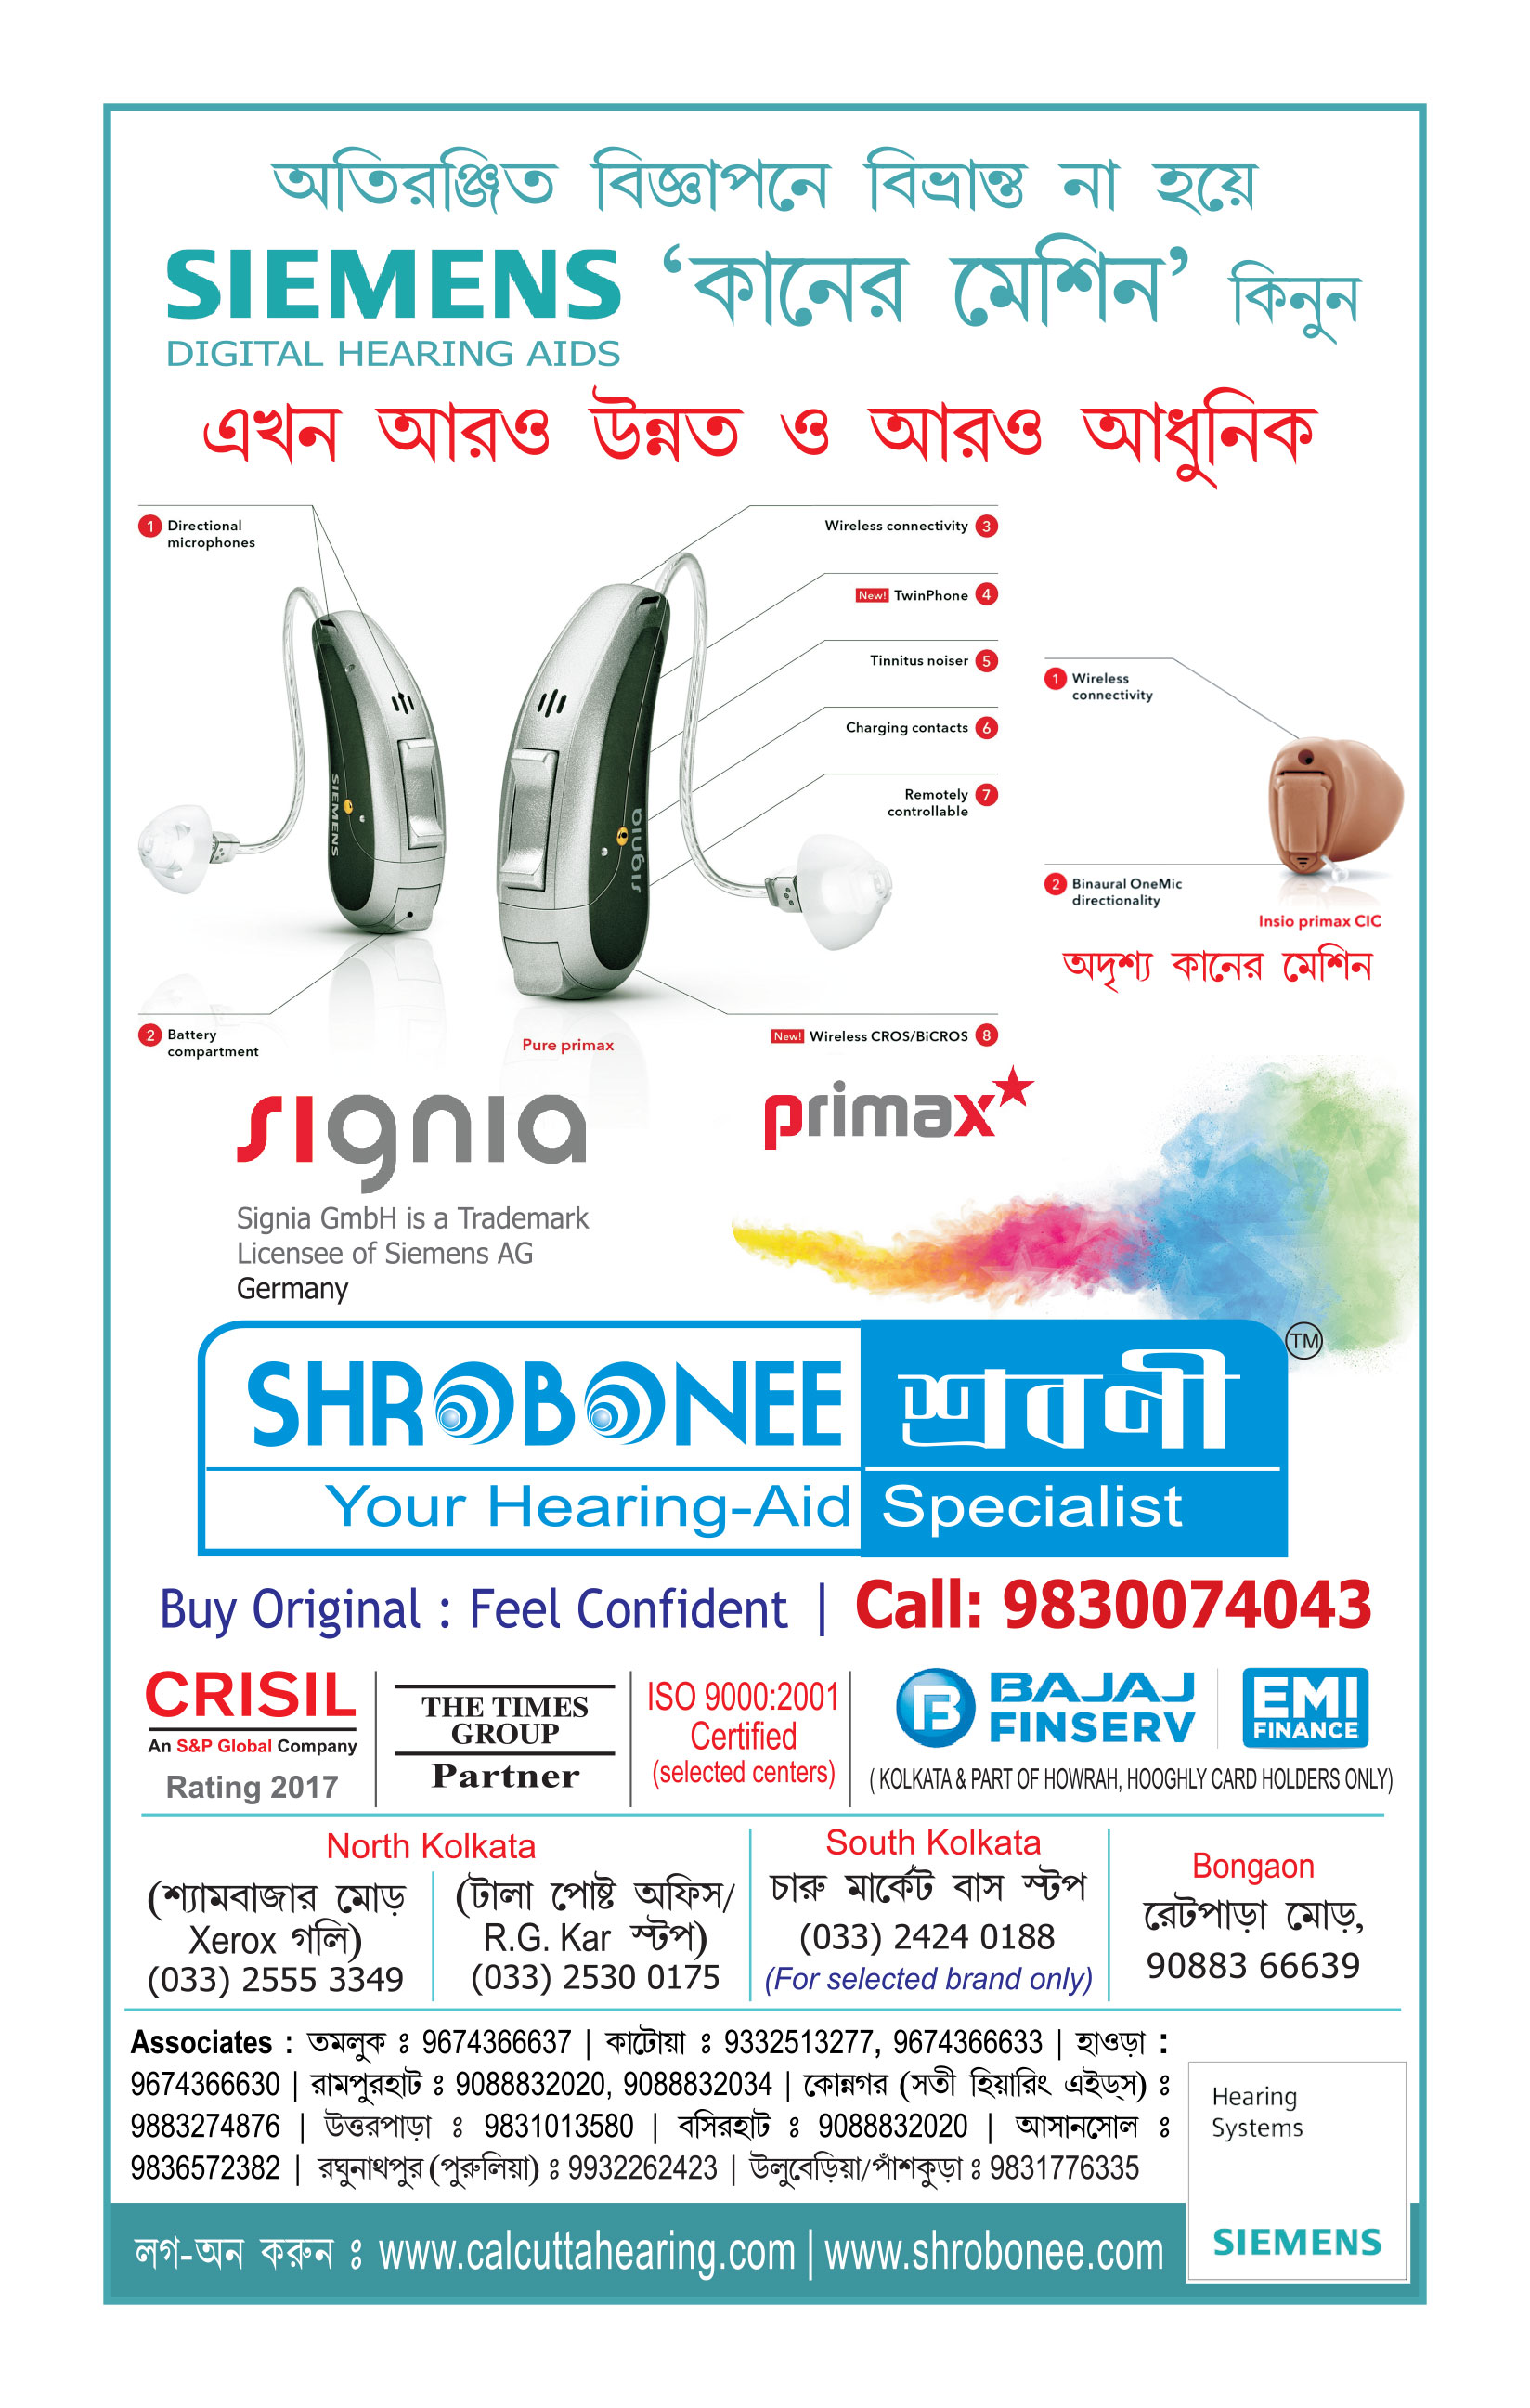 অতিরঞ্জিত বিজ্ঞাপনে বিভ্রান্ত না হয়ে
SIEMENS ‘কানের মেশিন’ কিনুন
DIGITAL HEARING AIDS
এখন আরও উন্নত ও আরও আধুনিক
1 Directional
microphones
Wireless connectivity 3
New! TwinPhone 4
Tinnitus noiser 5
Charging contacts 6
Remotely 7
controllable
SIEMENS
signia
2 Battery
compartment
Pure primax
New! Wireless CROS/BiCROS 8
1 Wireless
connectivity
2 Binaural OneMic
directionality
Insio primax CIC
অদৃশ্য কানের মেশিন
signia
primax
Signia GmbH is a Trademark
Licensee of Siemens AG
Germany
SHROBONEE শ্রবনী TM
Your Hearing-Aid Specialist
Buy Original : Feel Confident | Call: 9830074043
CRISIL
An S&P Global Company
Rating 2017
THE TIMES
GROUP
Partner
ISO 9000:2001
Certified
(selected centers)
B BAJAJ
FINSERV
EMI
FINANCE
( KOLKATA & PART OF HOWRAH, HOOGHLY CARD HOLDERS ONLY)
North Kolkata
(শ্যামবাজার মোড়
Xerox গলি)
(033) 2555 3349
(টালা পোষ্ট অফিস/
R.G. Kar স্টপ)
(033) 2530 0175
South Kolkata
চারু মার্কেট বাস স্টপ
(033) 2424 0188
(For selected brand only)
Bongaon
রেটপাড়া মোড়,
90883 66639
Associates : তমলুক ঃ 9674366637 | কাটোয়া ঃ 9332513277, 9674366633 | হাওড়া :
9674366630 | রামপুরহাট ঃ 9088832020, 9088832034 | কোন্নগর (সতী হিয়ারিং এইড্‌স) ঃ
9883274876 | উত্তরপাড়া ঃ 9831013580 | বসিরহাট ঃ 9088832020 | আসানসোল ঃ
9836572382 | রঘুনাথপুর (পুরুলিয়া) ঃ 9932262423 | উলুবেড়িয়া/পাঁশকুড়া ঃ 9831776335
Hearing
Systems
SIEMENS
লগ-অন করুন ঃ www.calcuttahearing.com | www.shrobonee.com